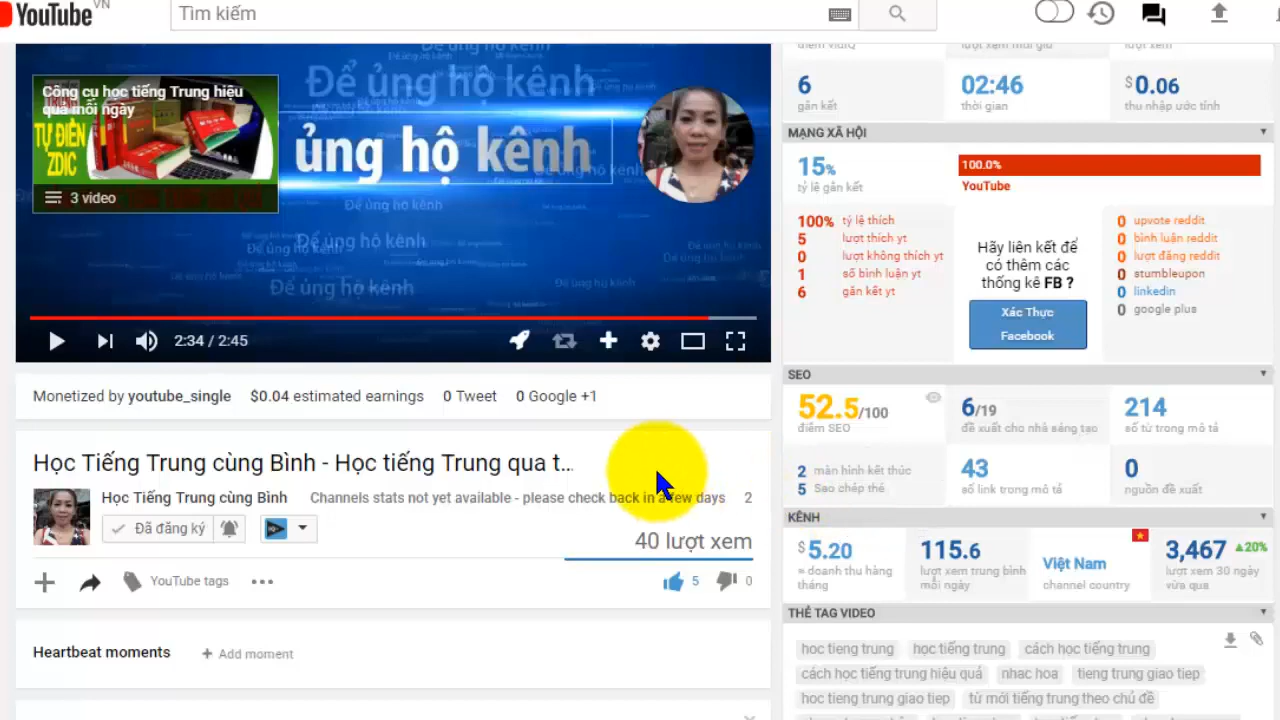 YouTube VN
Tìm kiếm
Để ủng hộ kênh
Công cụ học tiếng Trung hiệu
quả mỗi ngày
TỰ ĐIỂN
ZDIC
3 video
ủng hộ kênh
Để ủng hộ kênh
Để ủng hộ kênh
Để ủng hộ kênh
2:34 / 2:45
Monetized by youtube_single $0.04 estimated earnings 0 Tweet 0 Google +1
Học Tiếng Trung cùng Bình - Học tiếng Trung qua t...
Học Tiếng Trung cùng Bình Channels stats not yet available - please check back in a few days 2
Đã đăng ký
40 lượt xem
YouTube tags
5 0
Heartbeat moments + Add moment
điểm vidIQ
lượt xem
6
gắn kết
02:46
thời gian
$0.06
thu nhập ước tính
MẠNG XÃ HỘI
15%
tỷ lệ gắn kết
100.0%
YouTube
100% tỷ lệ thích
5 lượt thích yt
0 lượt không thích yt
1 số bình luận yt
6 gắn kết yt
Hãy liên kết để
có thêm các
thống kê FB ?
Xác Thực
Facebook
0 upvote reddit
0 bình luận reddit
0 lượt đăng reddit
0 stumbleupon
0 linkedin
0 google plus
SEO
52.5/100
điểm SEO
6/19
đề xuất cho nhà sáng tạo
214
số từ trong mô tả
2 màn hình kết thúc
5 Sao chép thẻ
43
số link trong mô tả
0
nguồn đề xuất
KÊNH
$5.20
≈ doanh thu hàng
tháng
115.6
lượt xem trung bình
mỗi ngày
Việt Nam
channel country
3,467 ▲20%
lượt xem 30 ngày
vừa qua
THẺ TAG VIDEO
hoc tieng trung học tiếng trung cách học tiếng trung
cách học tiếng trung hiệu quả nhac hoa tieng trung giao tiep
hoc tieng trung giao tiep từ mới tiếng trung theo chủ đề